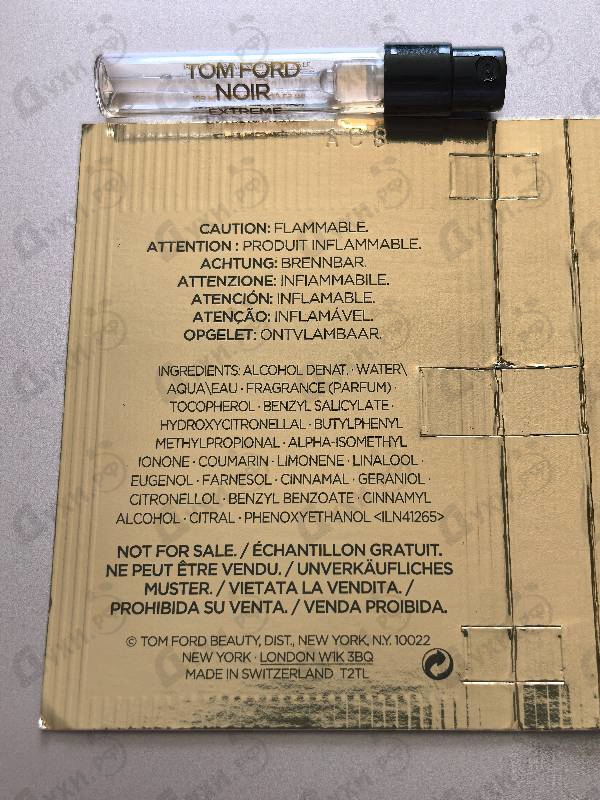 TOM FORD
NOIR
EXTREME
AC8
CAUTION: FLAMMABLE.
ATTENTION : PRODUIT INFLAMMABLE.
ACHTUNG: BRENNBAR.
ATTENZIONE: INFIAMMABILE.
ATENCIÓN: INFLAMABLE.
ATENÇÃO: INFLAMÁVEL.
OPGELET: ONTVLAMBAAR.
INGREDIENTS: ALCOHOL DENAT. · WATER\
AQUA\EAU · FRAGRANCE (PARFUM) ·
TOCOPHEROL · BENZYL SALICYLATE ·
HYDROXYCITRONELLAL · BUTYLPHENYL
METHYLPROPIONAL · ALPHA-ISOMETHYL
IONONE · COUMARIN · LIMONENE · LINALOOL ·
EUGENOL · FARNESOL · CINNAMAL · GERANIOL ·
CITRONELLOL · BENZYL BENZOATE · CINNAMYL
ALCOHOL · CITRAL · PHENOXYETHANOL <ILN41265>
NOT FOR SALE. / ÉCHANTILLON GRATUIT.
NE PEUT ÊTRE VENDU. / UNVERKÄUFLICHES
MUSTER. / VIETATA LA VENDITA. /
PROHIBIDA SU VENTA. / VENDA PROIBIDA.
© TOM FORD BEAUTY, DIST. NEW YORK, N.Y. 10022
NEW YORK · LONDON W1K 3BQ
MADE IN SWITZERLAND T2TL
духи.рф